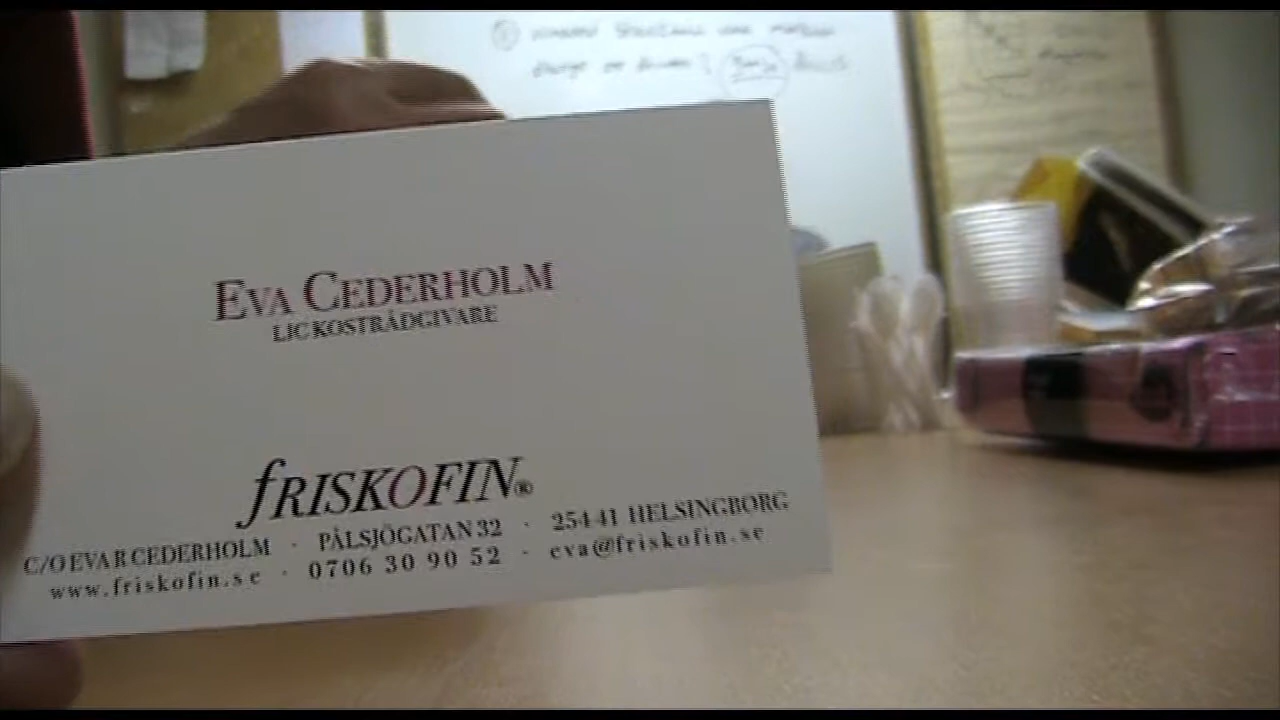 EVA CEDERHOLM
LIC KOSTRÅDGIVARE
fRISKOFIN®
C/O EVA R CEDERHOLM · PÅLSJÖGATAN 32 · 254 41 HELSINGBORG
www.friskofin.se · 0706 30 90 52 · eva@friskofin.se